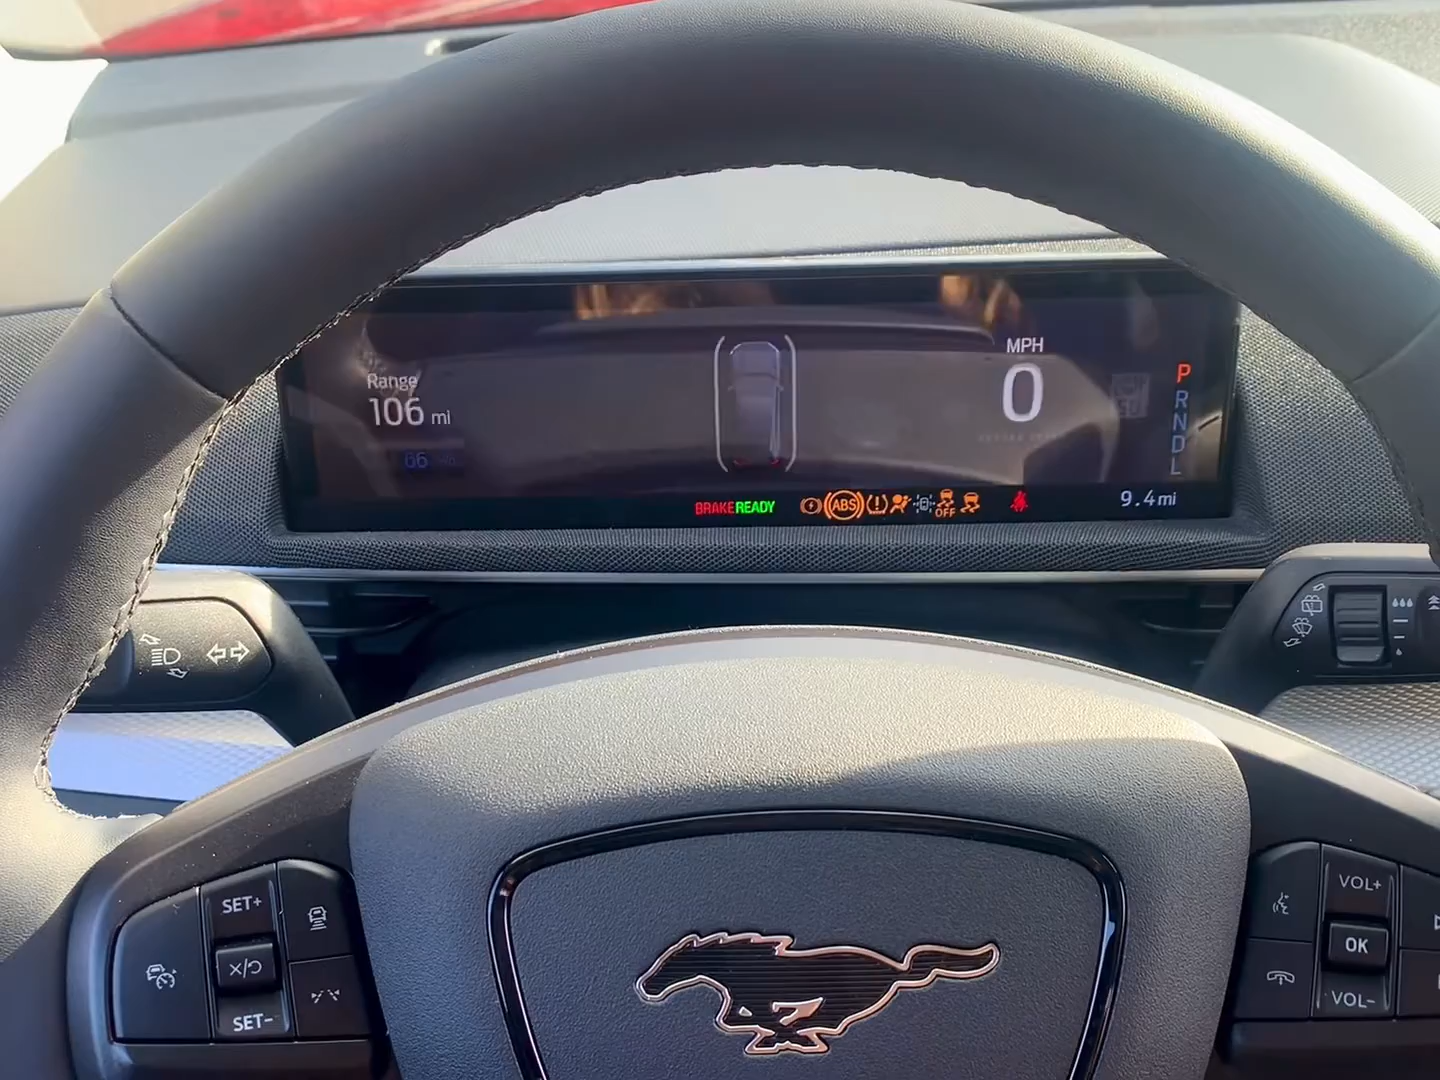 MPH
0
Range
106 mi
P
R
N
D
L
BRAKE READY
ABS
OFF
9.4 mi
SET+
SET-
VOL+
OK
VOL-